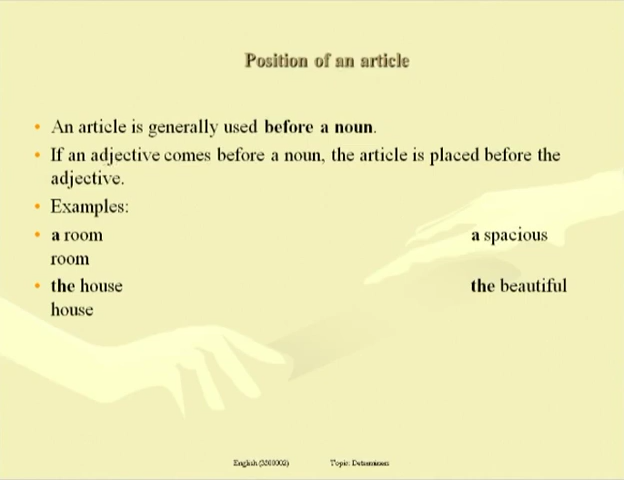 Position of an article
• An article is generally used before a noun.
• If an adjective comes before a noun, the article is placed before the
adjective.
• Examples:
• a room a spacious
room
• the house the beautiful
house
English (3300002) Topic: Determiners